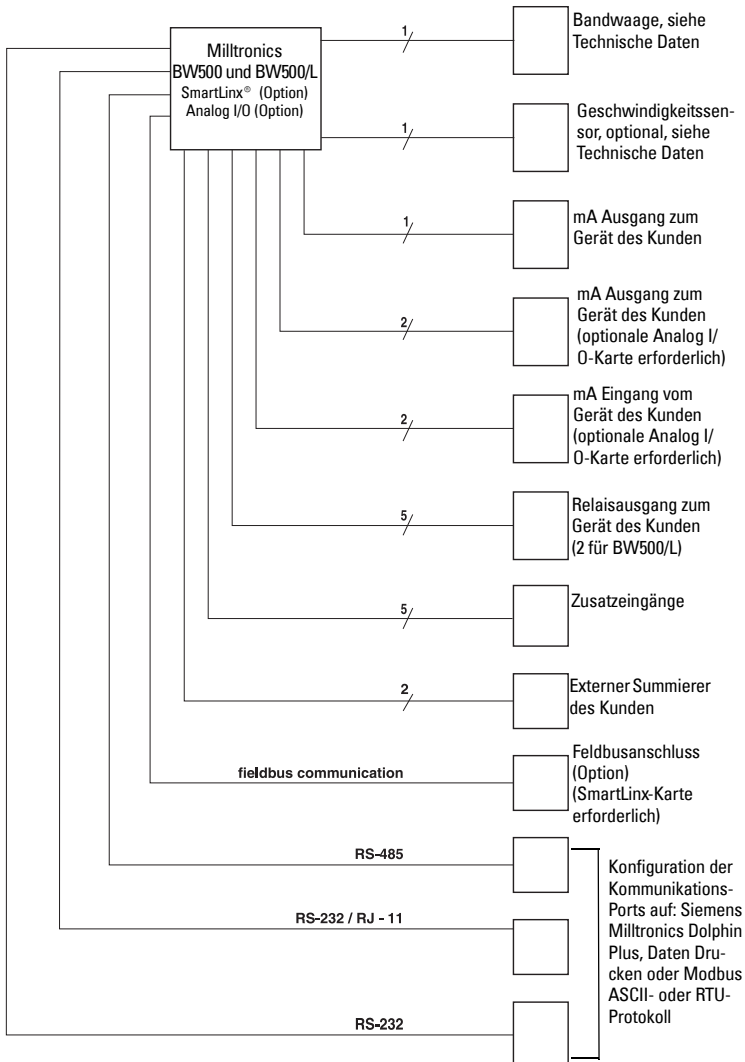 Milltronics
BW500 und BW500/L
SmartLinx® (Option)
Analog I/O (Option)
1
Bandwaage, siehe
Technische Daten
1
Geschwindigkeitssen-
sor, optional, siehe
Technische Daten
1
mA Ausgang zum
Gerät des Kunden
2
mA Ausgang zum
Gerät des Kunden
(optionale Analog I/
O-Karte erforderlich)
2
mA Eingang vom
Gerät des Kunden
(optionale Analog I/
O-Karte erforderlich)
5
Relaisausgang zum
Gerät des Kunden
(2 für BW500/L)
5
Zusatzeingänge
2
Externer Summierer
des Kunden
fieldbus communication
Feldbusanschluss
(Option)
(SmartLinx-Karte
erforderlich)
RS-485
RS-232 / RJ - 11
RS-232
Konfiguration der
Kommunikations-
Ports auf: Siemens
Milltronics Dolphin
Plus, Daten Dru-
cken oder Modbus
ASCII- oder RTU-
Protokoll